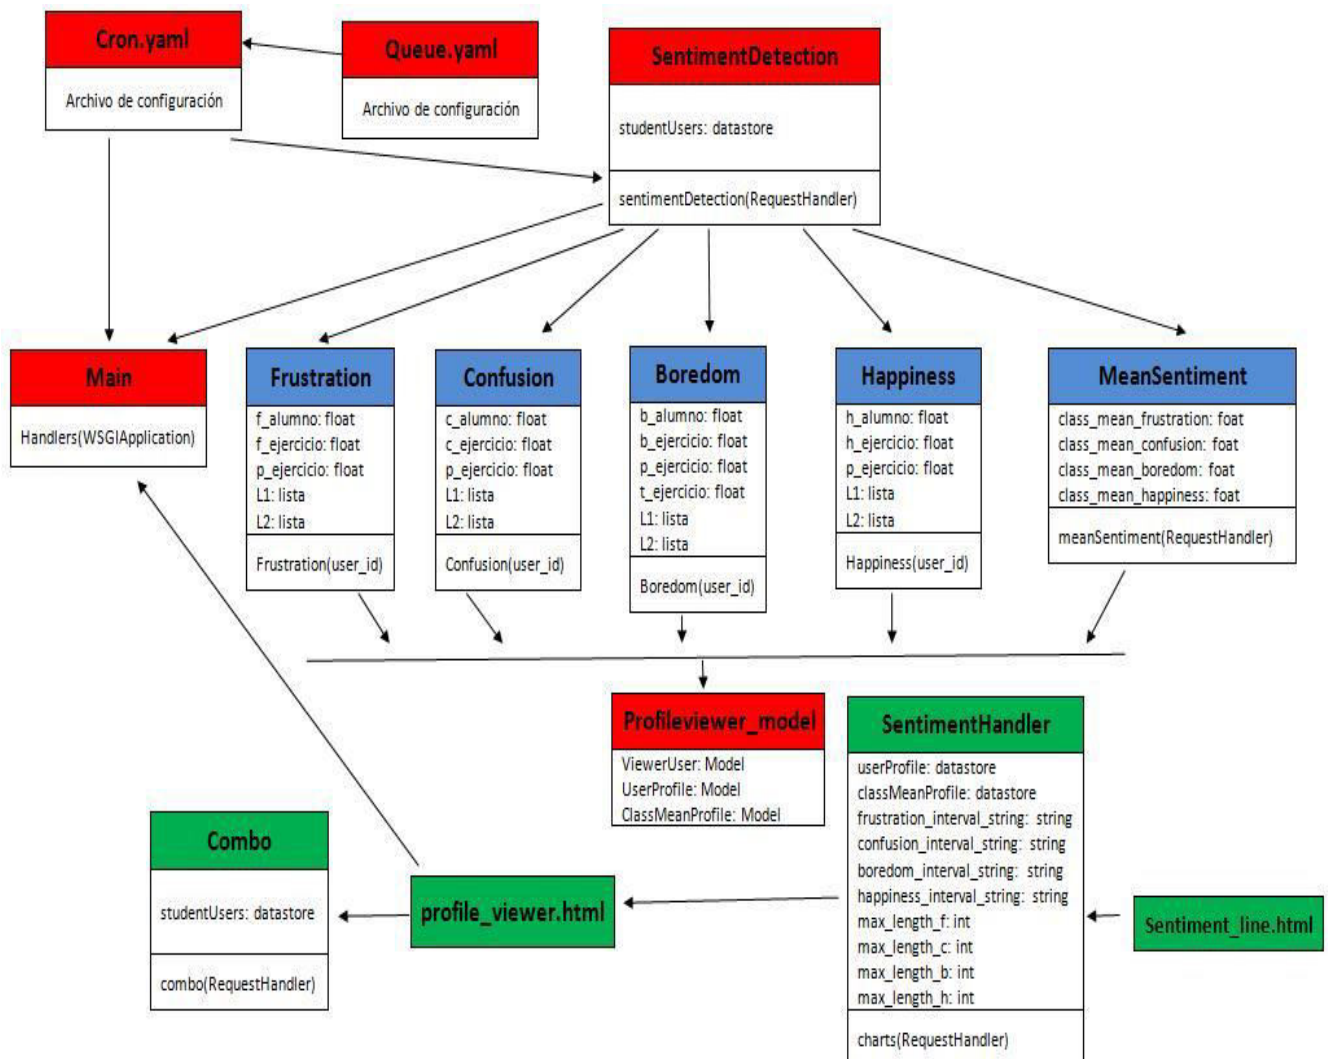 Cron.yaml
Archivo de configuración
Queue.yaml
Archivo de configuración
SentimentDetection
studentUsers: datastore
sentimentDetection(RequestHandler)
Main
Handlers(WSGIApplication)
Frustration
f_alumno: float
f_ejercicio: float
p_ejercicio: float
L1: lista
L2: lista
Frustration(user_id)
Confusion
c_alumno: float
c_ejercicio: float
p_ejercicio: float
L1: lista
L2: lista
Confusion(user_id)
Boredom
b_alumno: float
b_ejercicio: float
p_ejercicio: float
t_ejercicio: float
L1: lista
L2: lista
Boredom(user_id)
Happiness
h_alumno: float
h_ejercicio: float
p_ejercicio: float
L1: lista
L2: lista
Happiness(user_id)
MeanSentiment
class_mean_frustration: foat
class_mean_confusion: foat
class_mean_boredom: foat
class_mean_happiness: foat
meanSentiment(RequestHandler)
Profileviewer_model
ViewerUser: Model
UserProfile: Model
ClassMeanProfile: Model
SentimentHandler
userProfile: datastore
classMeanProfile: datastore
frustration_interval_string: string
confusion_interval_string: string
boredom_interval_string: string
happiness_interval_string: string
max_length_f: int
max_length_c: int
max_length_b: int
max_length_h: int
charts(RequestHandler)
Combo
studentUsers: datastore
combo(RequestHandler)
profile_viewer.html
Sentiment_line.html